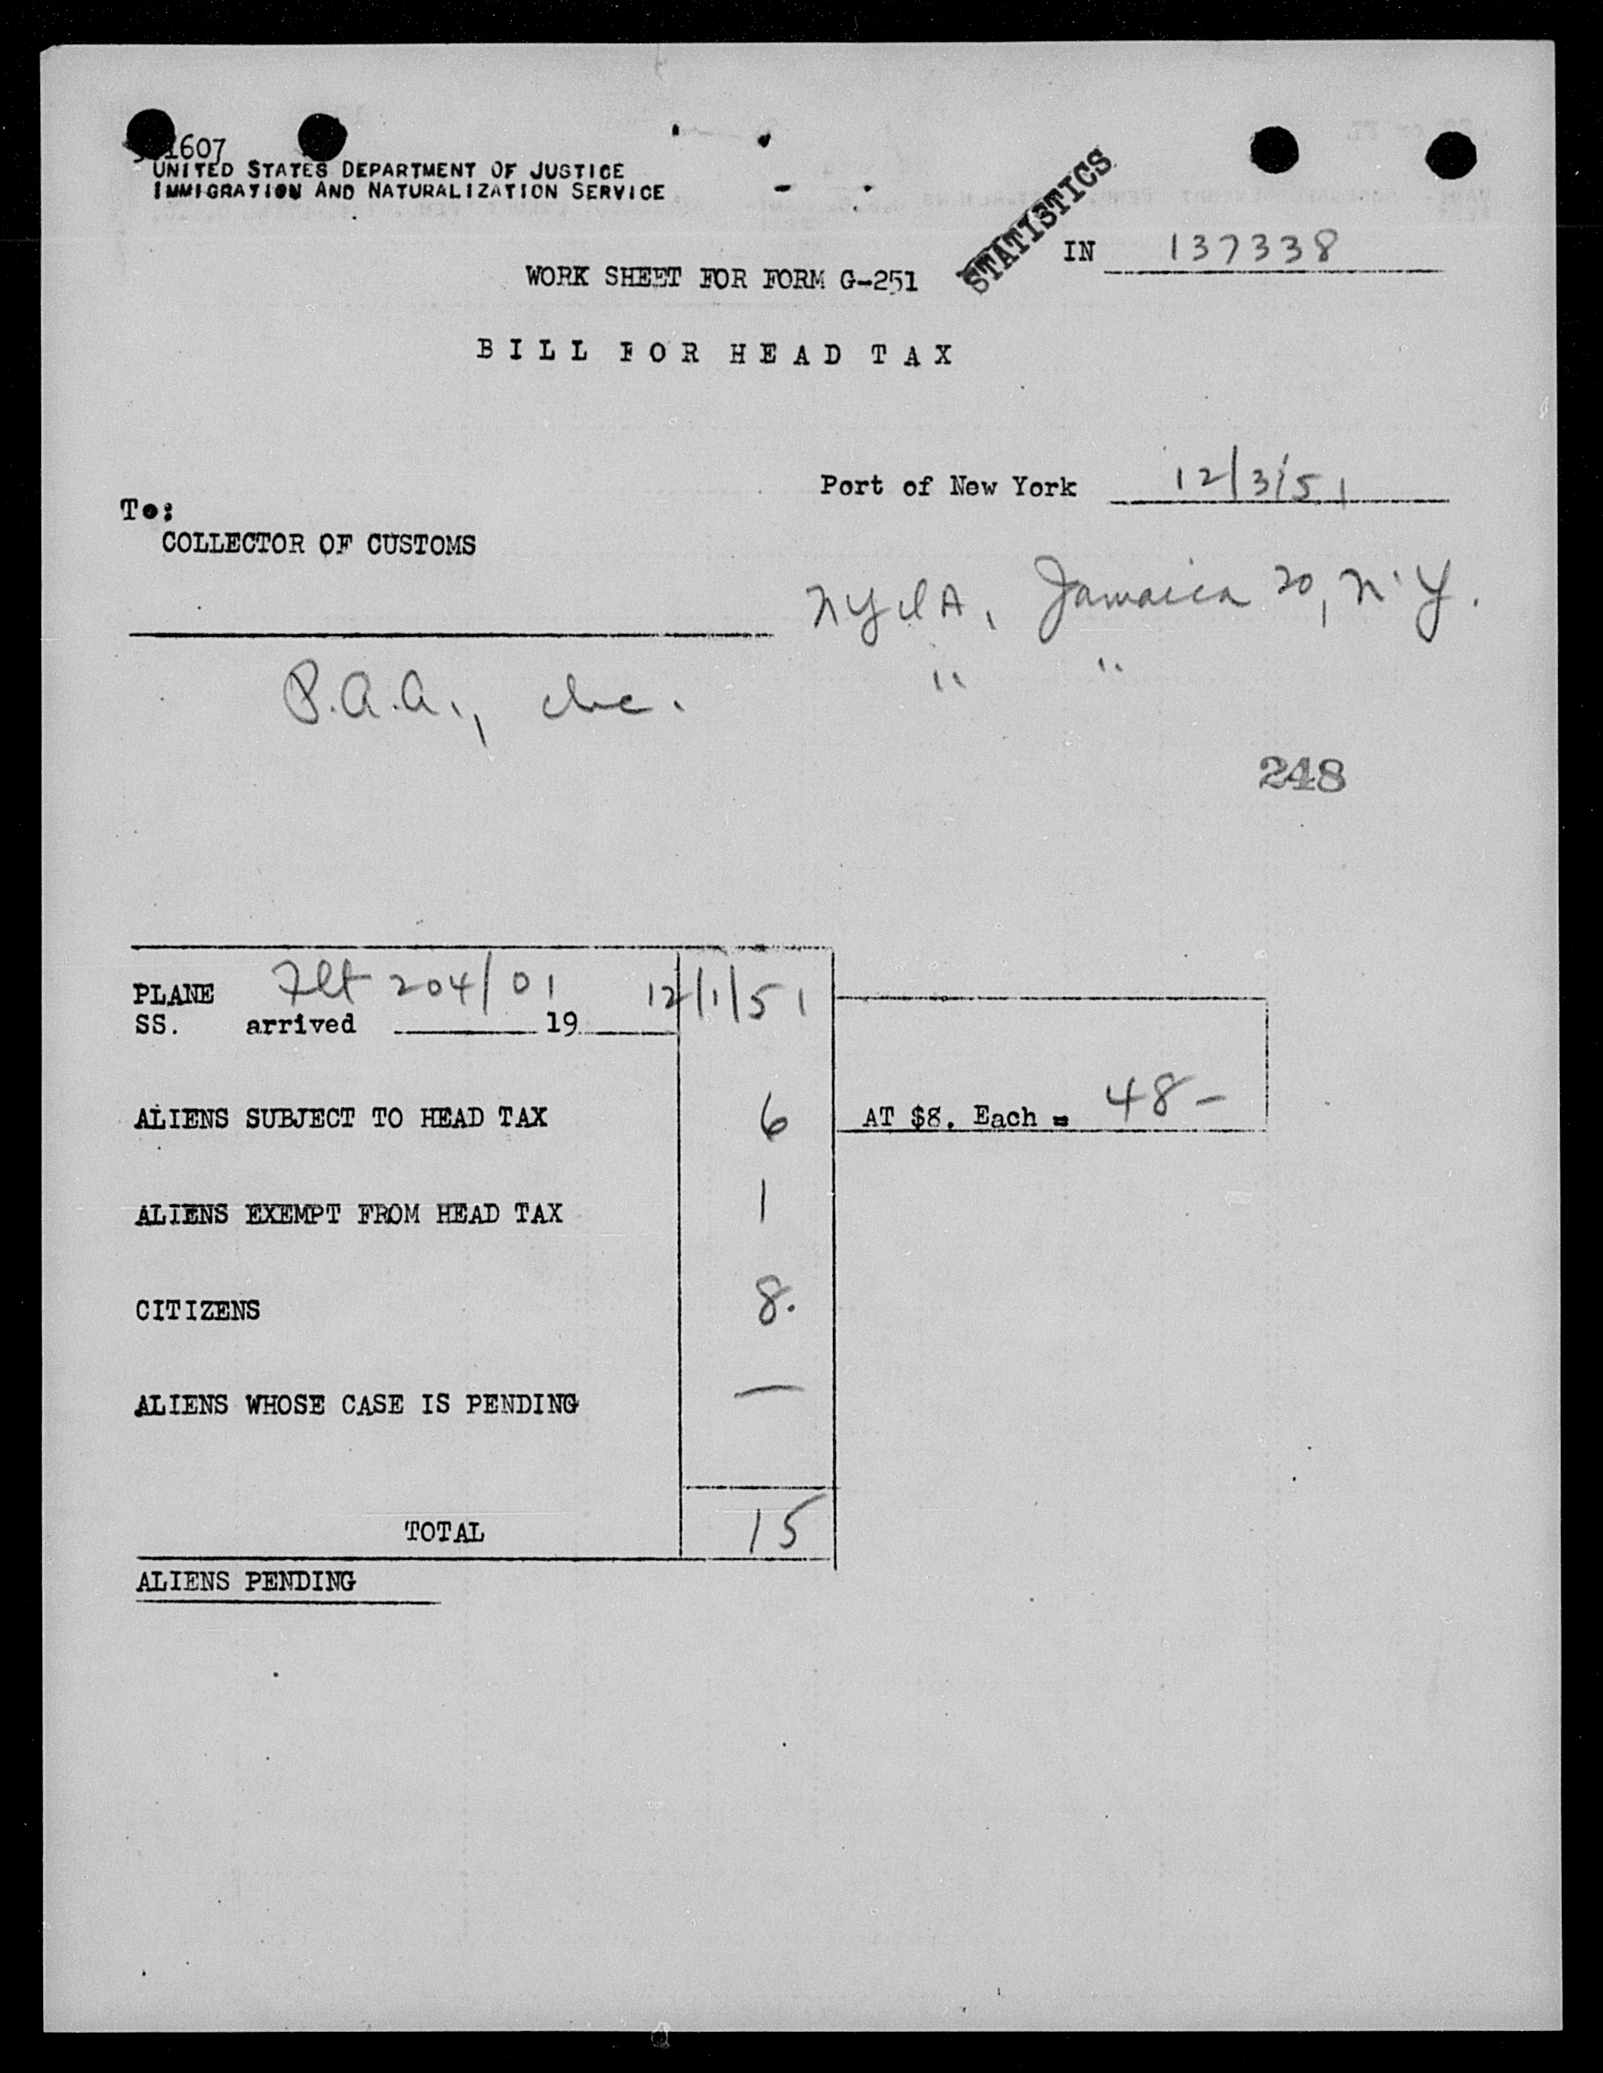 1607
UNITED STATES DEPARTMENT OF JUSTICE
IMMIGRATION AND NATURALIZATION SERVICE
STATISTICS
IN 137338
WORK SHEET FOR FORM G-251
BILL FOR HEAD TAX
Port of New York 12/3/51
To:
COLLECTOR OF CUSTOMS
NYIA, Jamaica 20, N.Y.
P.A.A., Inc. " "
248
PLANE Flt 204/01 12/1/51
SS. arrived 19
ALIENS SUBJECT TO HEAD TAX 6 AT $8. Each = 48-
ALIENS EXEMPT FROM HEAD TAX 1
CITIZENS 8.
ALIENS WHOSE CASE IS PENDING —
TOTAL 15
ALIENS PENDING